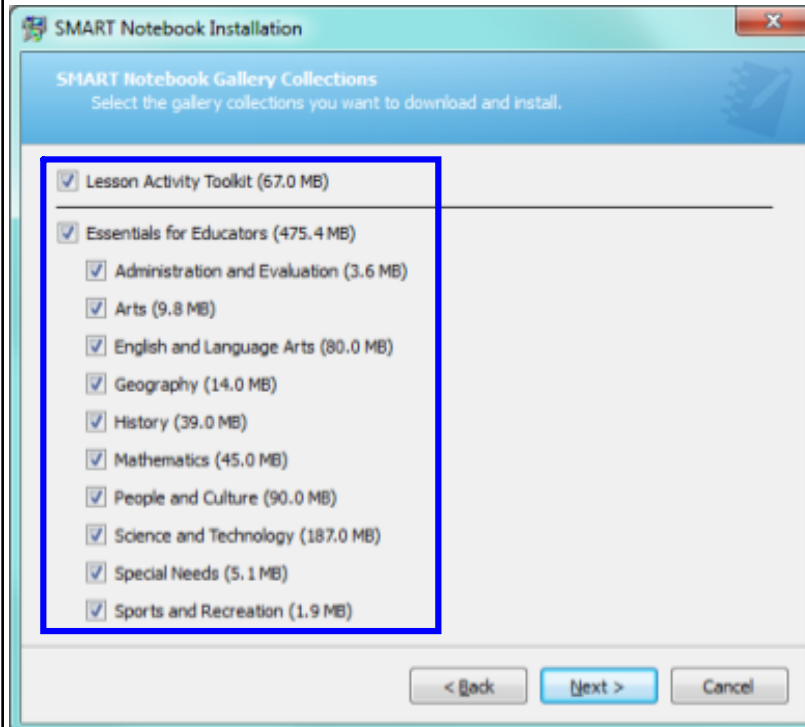 SMART Notebook Installation
SMART Notebook Gallery Collections
Select the gallery collections you want to download and install.
Lesson Activity Toolkit (67.0 MB)
Essentials for Educators (475.4 MB)
Administration and Evaluation (3.6 MB)
Arts (9.8 MB)
English and Language Arts (80.0 MB)
Geography (14.0 MB)
History (39.0 MB)
Mathematics (45.0 MB)
People and Culture (90.0 MB)
Science and Technology (187.0 MB)
Special Needs (5.1 MB)
Sports and Recreation (1.9 MB)
< Back Next > Cancel